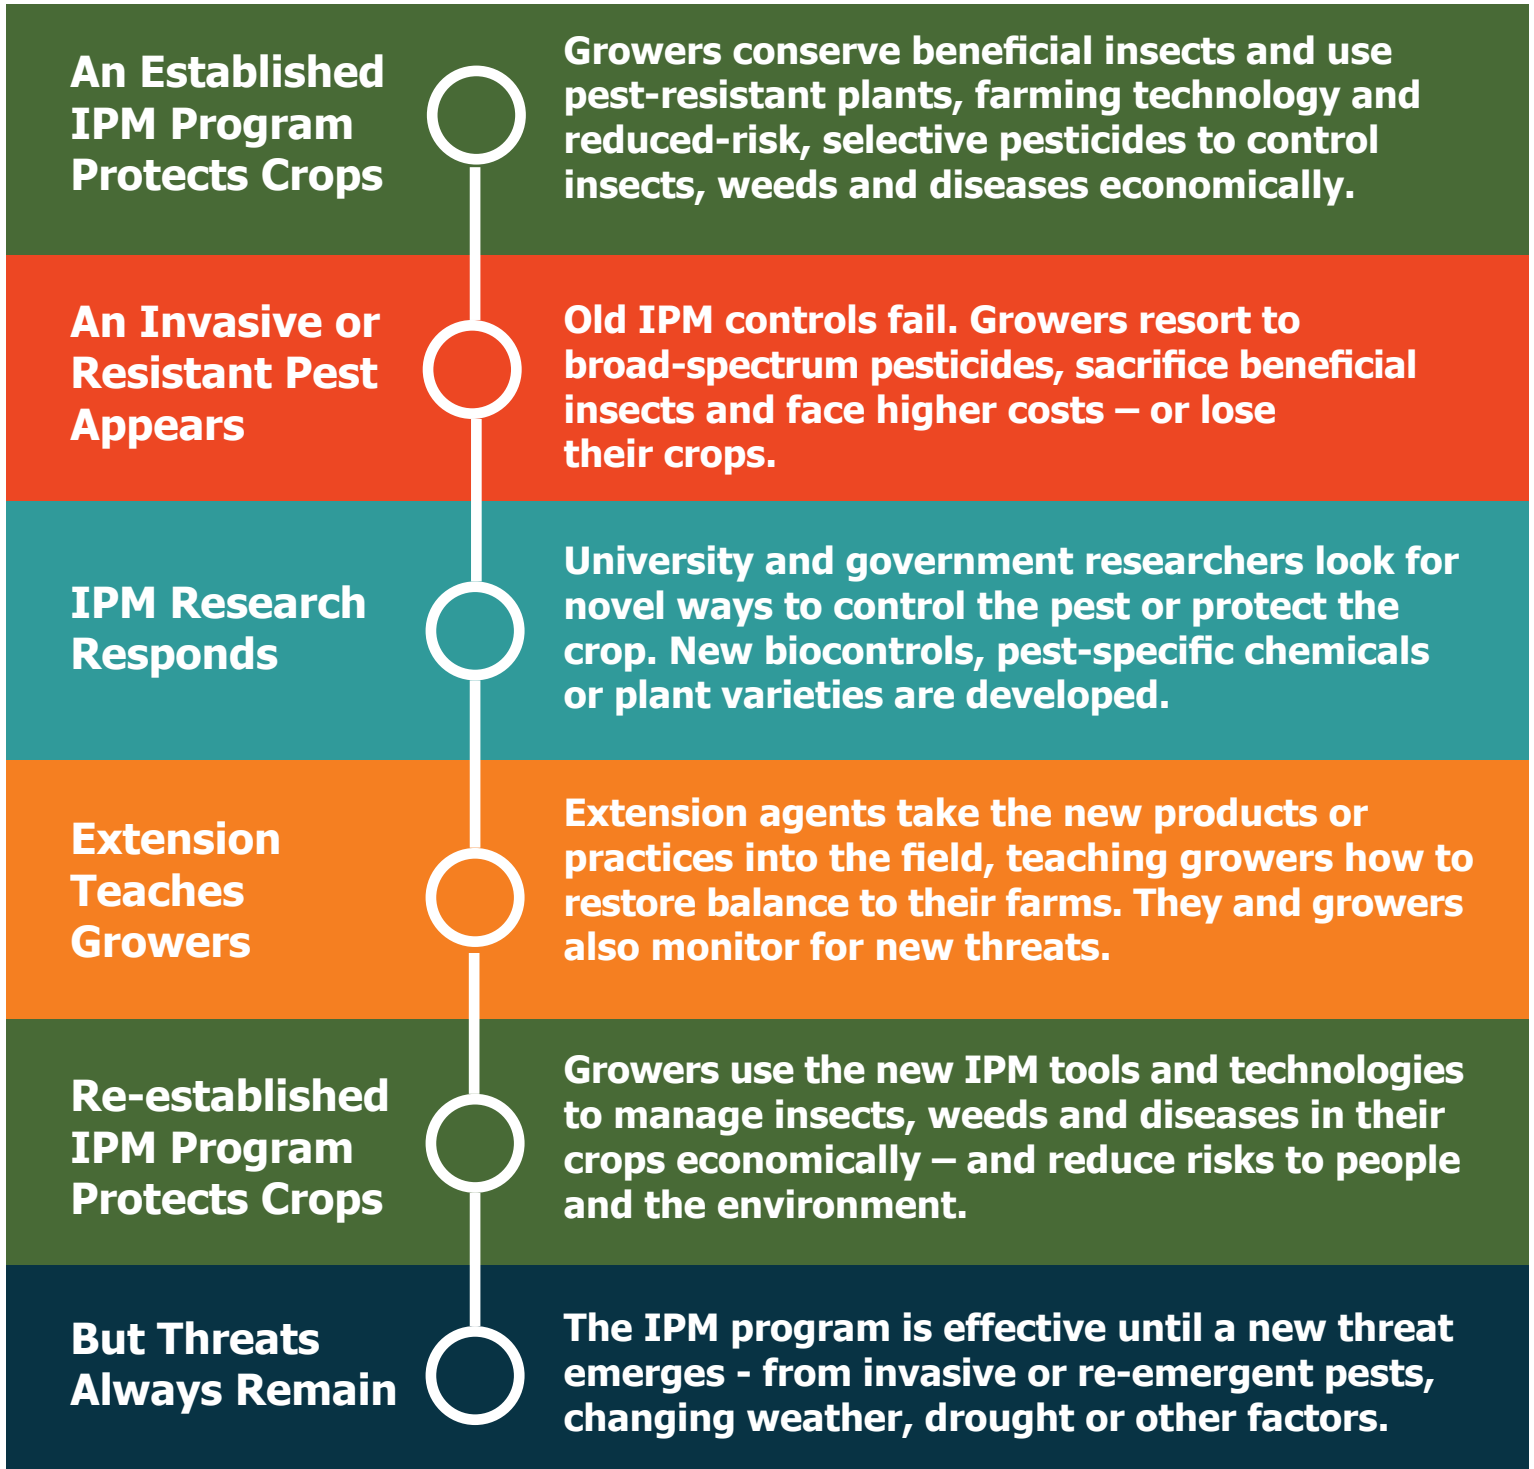 An Established
IPM Program
Protects Crops
Growers conserve beneficial insects and use
pest-resistant plants, farming technology and
reduced-risk, selective pesticides to control
insects, weeds and diseases economically.
An Invasive or
Resistant Pest
Appears
Old IPM controls fail. Growers resort to
broad-spectrum pesticides, sacrifice beneficial
insects and face higher costs – or lose
their crops.
IPM Research
Responds
University and government researchers look for
novel ways to control the pest or protect the
crop. New biocontrols, pest-specific chemicals
or plant varieties are developed.
Extension
Teaches
Growers
Extension agents take the new products or
practices into the field, teaching growers how to
restore balance to their farms. They and growers
also monitor for new threats.
Re-established
IPM Program
Protects Crops
Growers use the new IPM tools and technologies
to manage insects, weeds and diseases in their
crops economically – and reduce risks to people
and the environment.
But Threats
Always Remain
The IPM program is effective until a new threat
emerges - from invasive or re-emergent pests,
changing weather, drought or other factors.